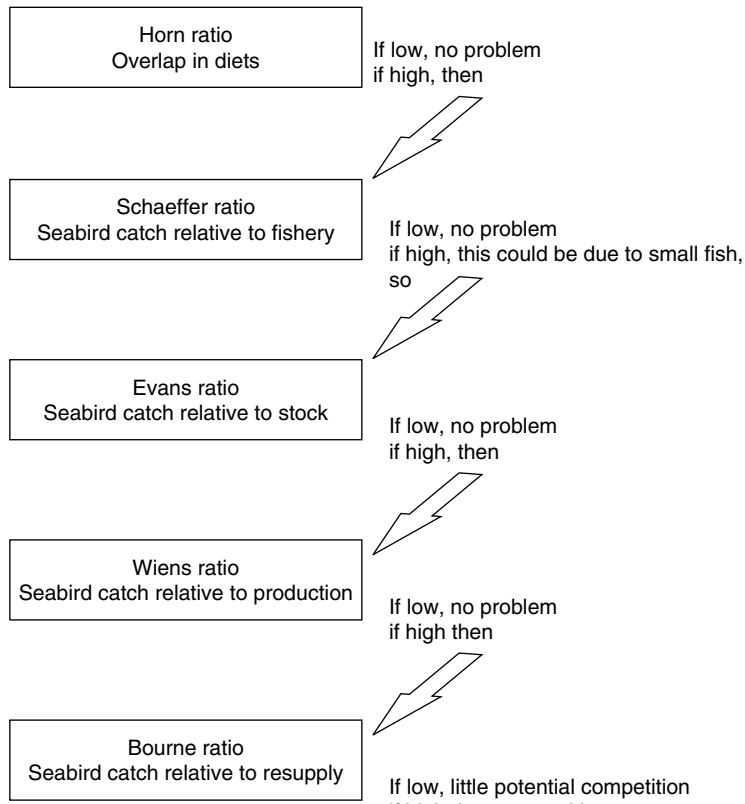 Horn ratio
Overlap in diets
If low, no problem
if high, then
Schaeffer ratio
Seabird catch relative to fishery
If low, no problem
if high, this could be due to small fish,
so
Evans ratio
Seabird catch relative to stock
If low, no problem
if high, then
Wiens ratio
Seabird catch relative to production
If low, no problem
if high then
Bourne ratio
Seabird catch relative to resupply
If low, little potential competition